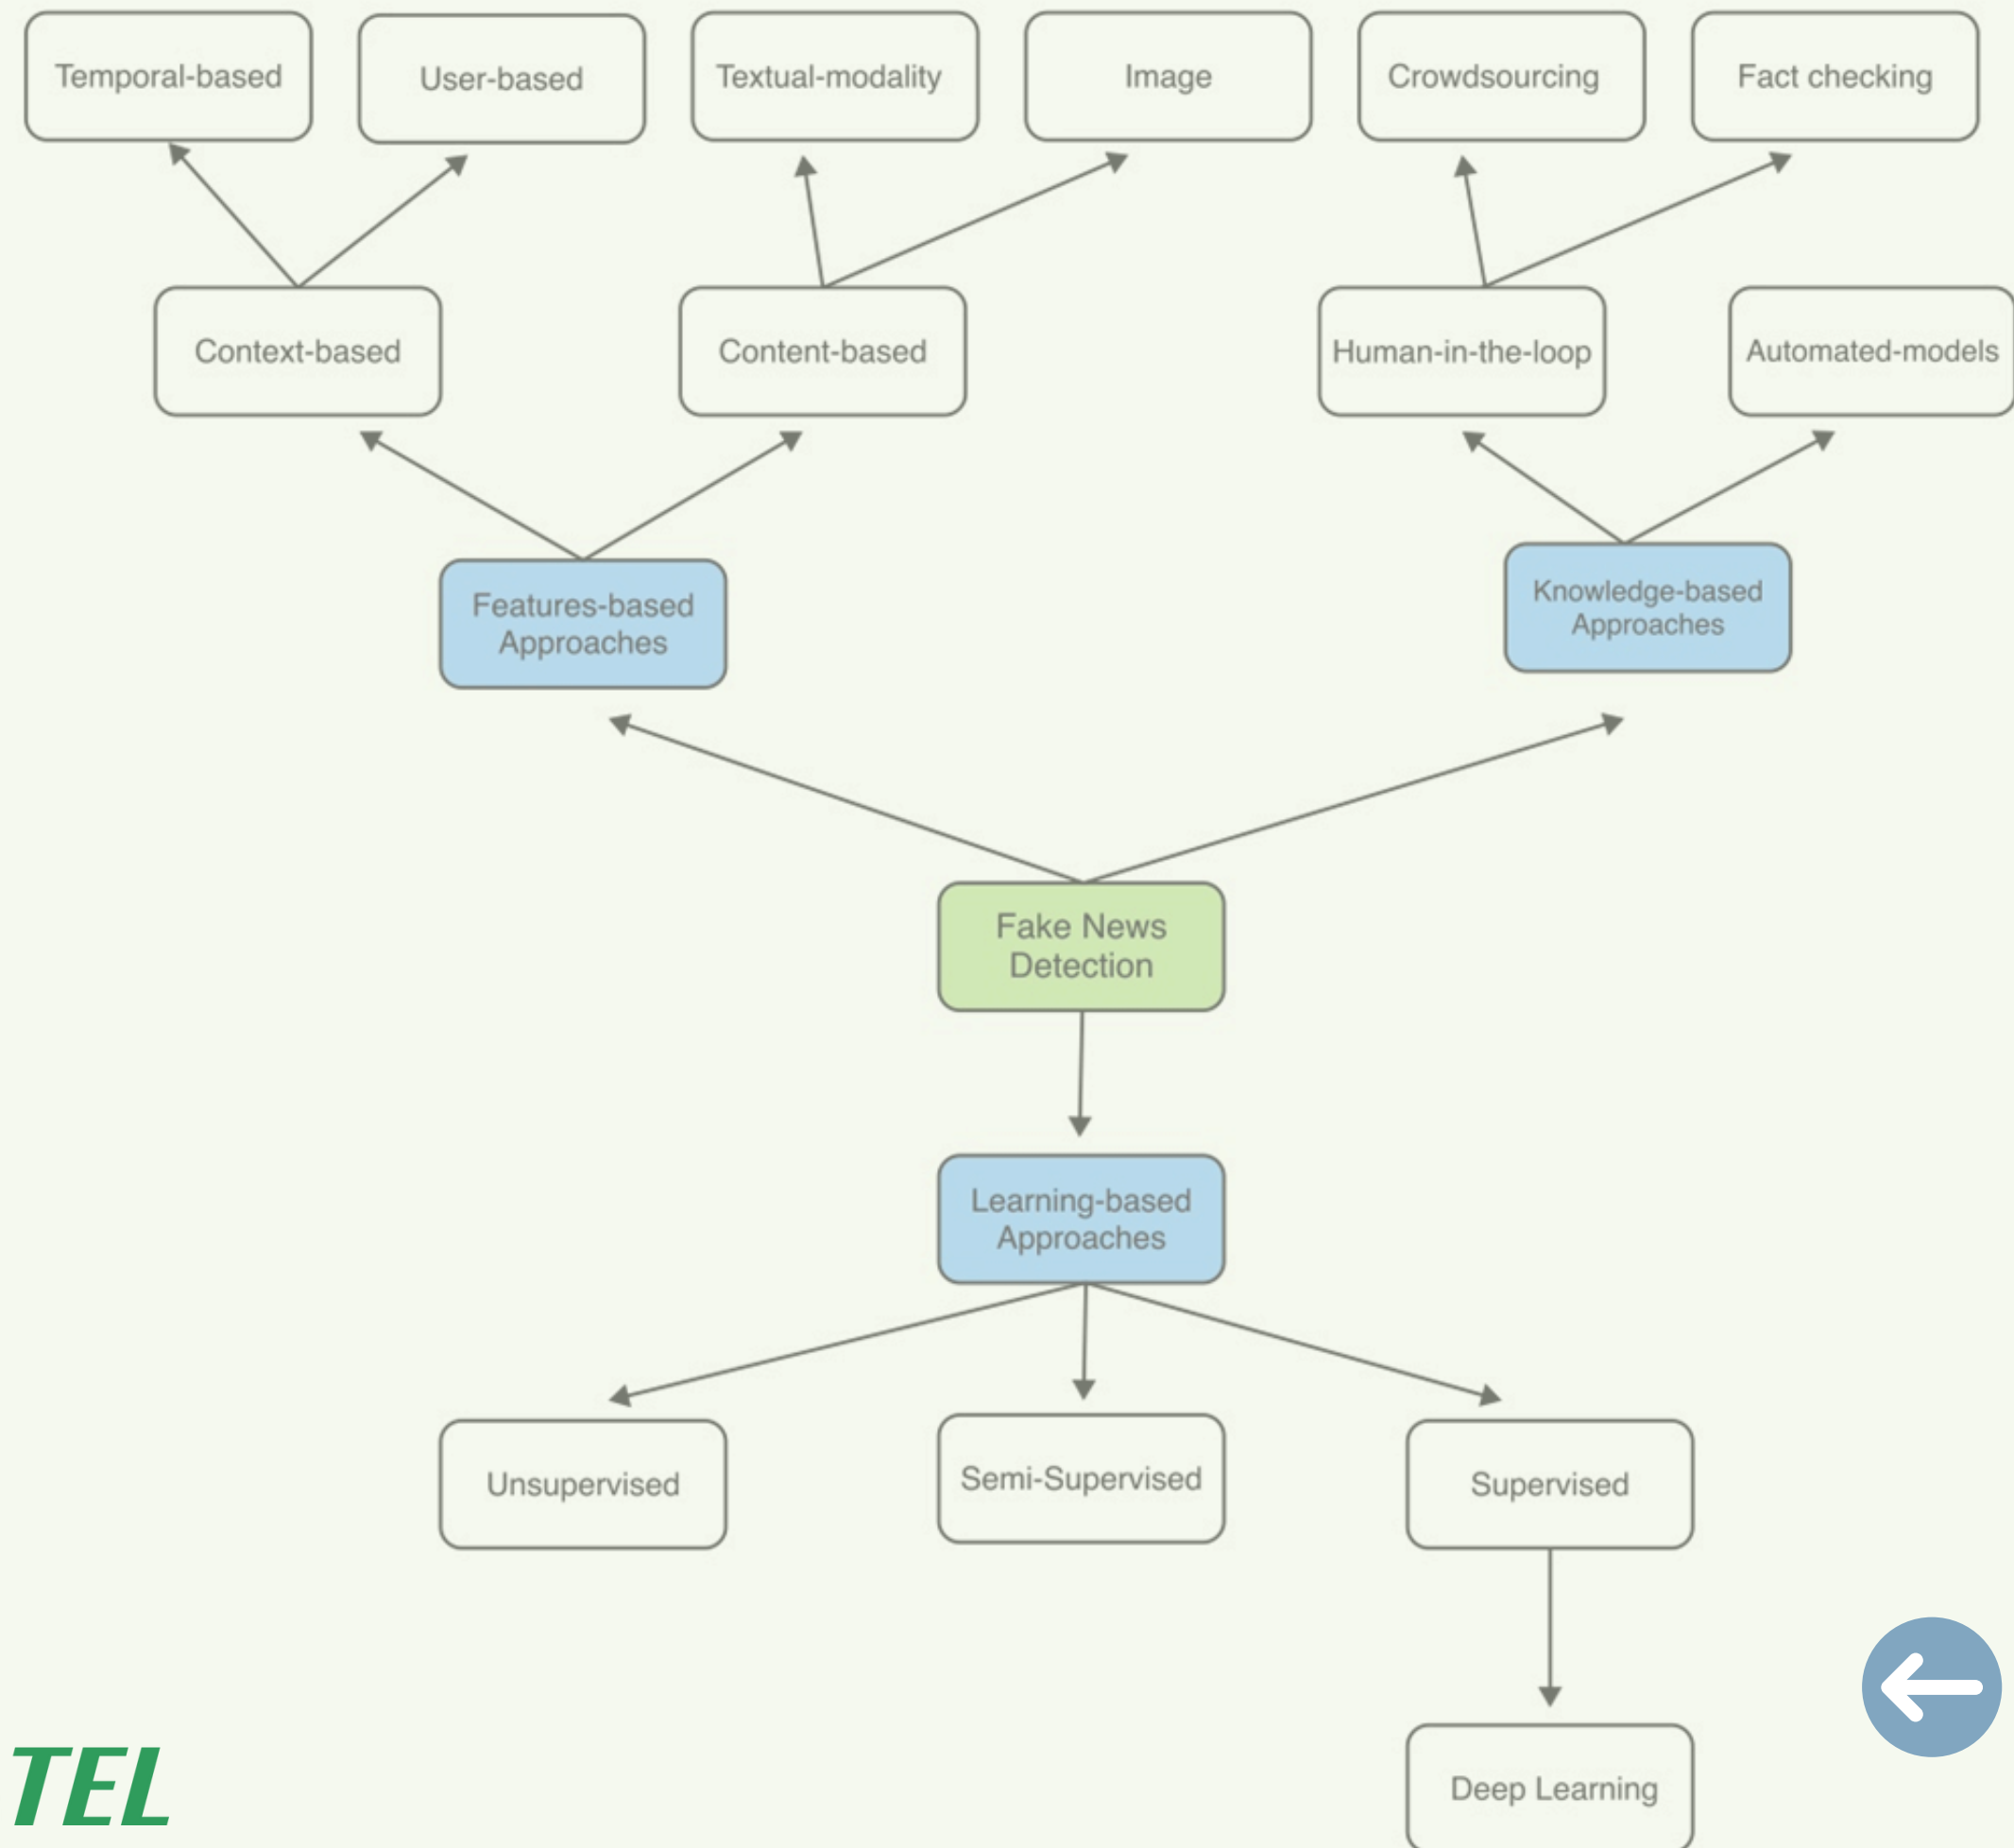 Temporal-based
User-based
Textual-modality
Image
Crowdsourcing
Fact checking
Context-based
Content-based
Human-in-the-loop
Automated-models
Features-based
Approaches
Knowledge-based
Approaches
Fake News
Detection
Learning-based
Approaches
Unsupervised
Semi-Supervised
Supervised
Deep Learning
TEL